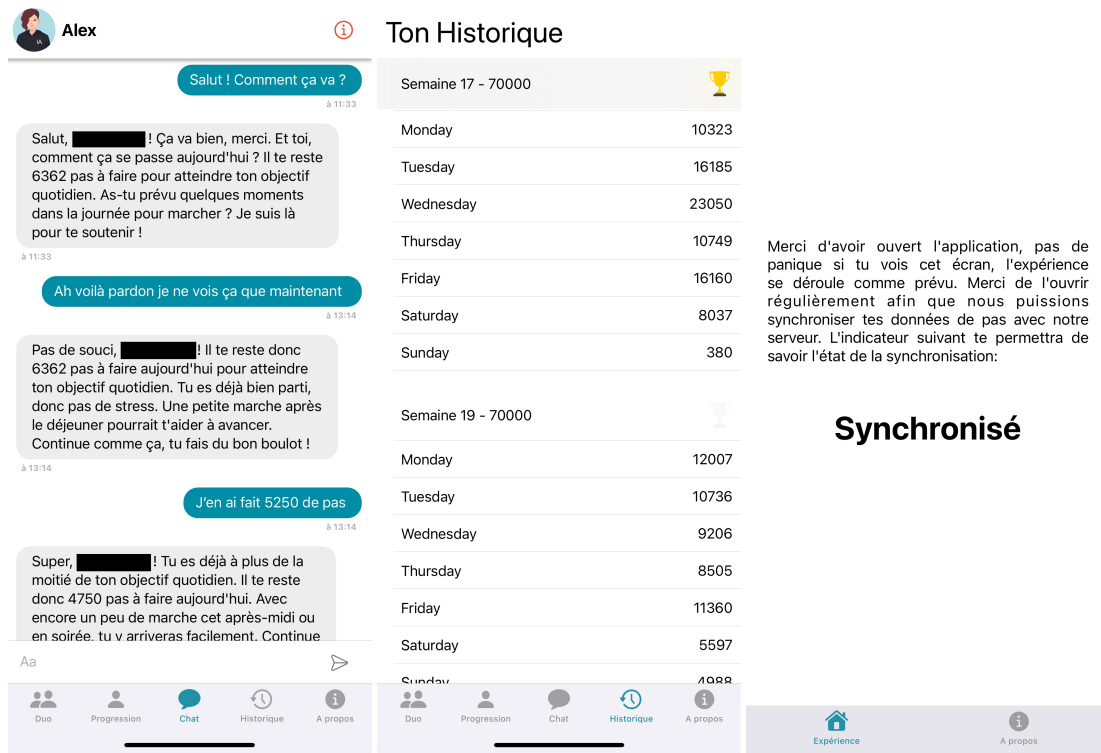 Alex
IA
Salut ! Comment ça va ?
à 11:33
Salut, ! Ça va bien, merci. Et toi,
comment ça se passe aujourd'hui ? Il te reste
6362 pas à faire pour atteindre ton objectif
quotidien. As-tu prévu quelques moments
dans la journée pour marcher ? Je suis là
pour te soutenir !
à 11:33
Ah voilà pardon je ne vois ça que maintenant
à 13:14
Pas de souci, ! Il te reste donc
6362 pas à faire aujourd'hui pour atteindre
ton objectif quotidien. Tu es déjà bien parti,
donc pas de stress. Une petite marche après
le déjeuner pourrait t'aider à avancer.
Continue comme ça, tu fais du bon boulot !
à 13:14
J'en ai fait 5250 de pas
à 13:14
Super, ! Tu es déjà à plus de la
moitié de ton objectif quotidien. Il te reste
donc 4750 pas à faire aujourd'hui. Avec
encore un peu de marche cet après-midi ou
en soirée, tu y arriveras facilement. Continue
Aa
Duo Progression Chat Historique A propos
Ton Historique
Semaine 17 - 70000
Monday 10323
Tuesday 16185
Wednesday 23050
Thursday 10749
Friday 16160
Saturday 8037
Sunday 380
Semaine 19 - 70000
Monday 12007
Tuesday 10736
Wednesday 9206
Thursday 8505
Friday 11360
Saturday 5597
Sunday 4988
Duo Progression Chat Historique A propos
Merci d'avoir ouvert l'application, pas de
panique si tu vois cet écran, l'expérience
se déroule comme prévu. Merci de l'ouvrir
régulièrement afin que nous puissions
synchroniser tes données de pas avec notre
serveur. L'indicateur suivant te permettra de
savoir l'état de la synchronisation:
Synchronisé
Expérience A propos